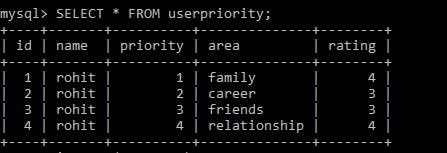 mysql> SELECT * FROM userpriority;
+----+-------+----------+--------------+--------+
| id | name  | priority | area         | rating |
+----+-------+----------+--------------+--------+
|  1 | rohit |        1 | family       |      4 |
|  2 | rohit |        2 | career       |      3 |
|  3 | rohit |        3 | friends      |      3 |
|  4 | rohit |        4 | relationship |      4 |
+----+-------+----------+--------------+--------+